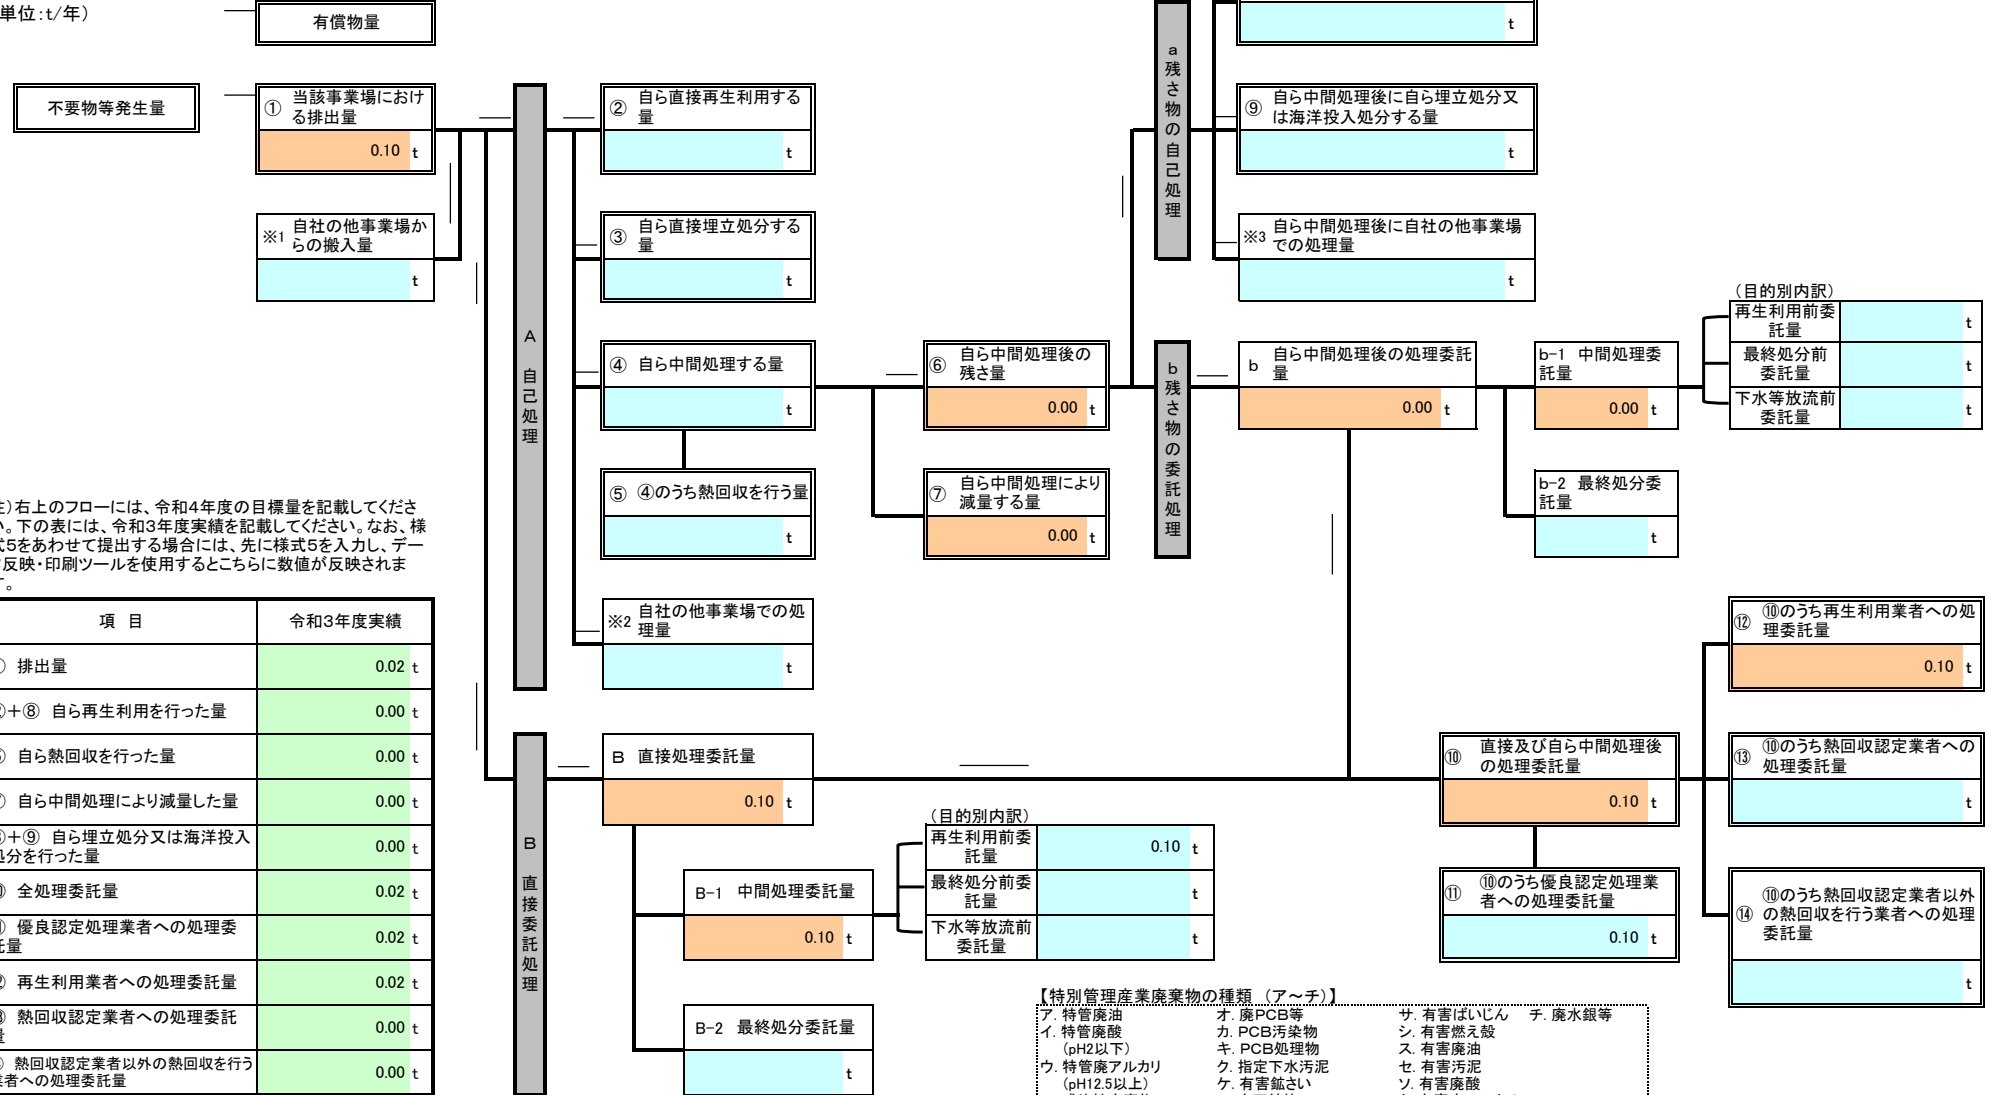 単位:t/年)
有償物量
t
不要物等発生量
① 当該事業場におけ
る排出量
0.10 t
※1 自社の他事業場か
らの搬入量
t
A 自己処理
② 自ら直接再生利用する
量
t
③ 自ら直接埋立処分する
量
t
④ 自ら中間処理する量
t
⑤ ④のうち熱回収を行う量
t
※2 自社の他事業場での処
理量
t
⑥ 自ら中間処理後の
残さ量
0.00 t
⑦ 自ら中間処理により
減量する量
0.00 t
a残さ物の自己処理
⑨ 自ら中間処理後に自ら埋立処分又
は海洋投入処分する量
t
※3 自ら中間処理後に自社の他事業場
での処理量
t
b残さ物の委託処理
b 自ら中間処理後の処理委託
量
0.00 t
b-1 中間処理委
託量
0.00 t
b-2 最終処分委
託量
t
(目的別内訳)
再生利用前委
託量
t
最終処分前
委託量
t
下水等放流前
委託量
t
)右上のフローには、令和4年度の目標量を記載してくださ
。下の表には、令和3年度実績を記載してください。なお、様
5をあわせて提出する場合には、先に様式5を入力し、デー
反映・印刷ツールを使用するとこちらに数値が反映されま
。
項 目 令和3年度実績
排出量 0.02 t
+⑧ 自ら再生利用を行った量 0.00 t
自ら熱回収を行った量 0.00 t
自ら中間処理により減量した量 0.00 t
+⑨ 自ら埋立処分又は海洋投入
処分を行った量 0.00 t
全処理委託量 0.02 t
優良認定処理業者への処理委
託量 0.02 t
再生利用業者への処理委託量 0.02 t
熱回収認定業者への処理委託
量 0.00 t
熱回収認定業者以外の熱回収を行う
業者への処理委託量 0.00 t
B 直接委託処理
B 直接処理委託量
0.10 t
B-1 中間処理委託量
0.10 t
B-2 最終処分委託量
t
(目的別内訳)
再生利用前委
託量
0.10 t
最終処分前委
託量
t
下水等放流前
委託量
t
⑩ 直接及び自ら中間処理後
の処理委託量
0.10 t
⑪ ⑩のうち優良認定処理業
者への処理委託量
0.10 t
⑫ ⑩のうち再生利用業者への処
理委託量
0.10 t
⑬ ⑩のうち熱回収認定業者への
処理委託量
t
⑭ ⑩のうち熱回収認定業者以外
の熱回収を行う業者への処理
委託量
t
【特別管理産業廃棄物の種類 (ア~チ)】
ア. 特管廃油 オ. 廃PCB等 サ. 有害ばいじん チ. 廃水銀等
イ. 特管廃酸 カ. PCB汚染物 シ. 有害燃え殻
(pH2以下) キ. PCB処理物 ス. 有害廃油
ウ. 特管廃アルカリ ク. 指定下水汚泥 セ. 有害汚泥
(pH12.5以上) ケ. 有害鉱さい ソ. 有害廃酸